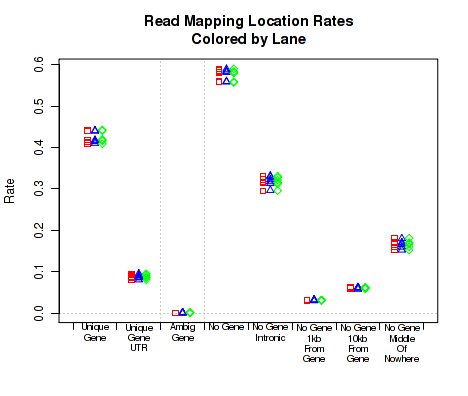 Read Mapping Location Rates
Colored by Lane
Rate
0.6
0.5
0.4
0.3
0.2
0.1
0.0
Unique
Gene
Unique
Gene
UTR
Ambig
Gene
No Gene
No Gene
Intronic
No Gene
1kb
From
Gene
No Gene
10kb
From
Gene
No Gene
Middle
Of
Nowhere